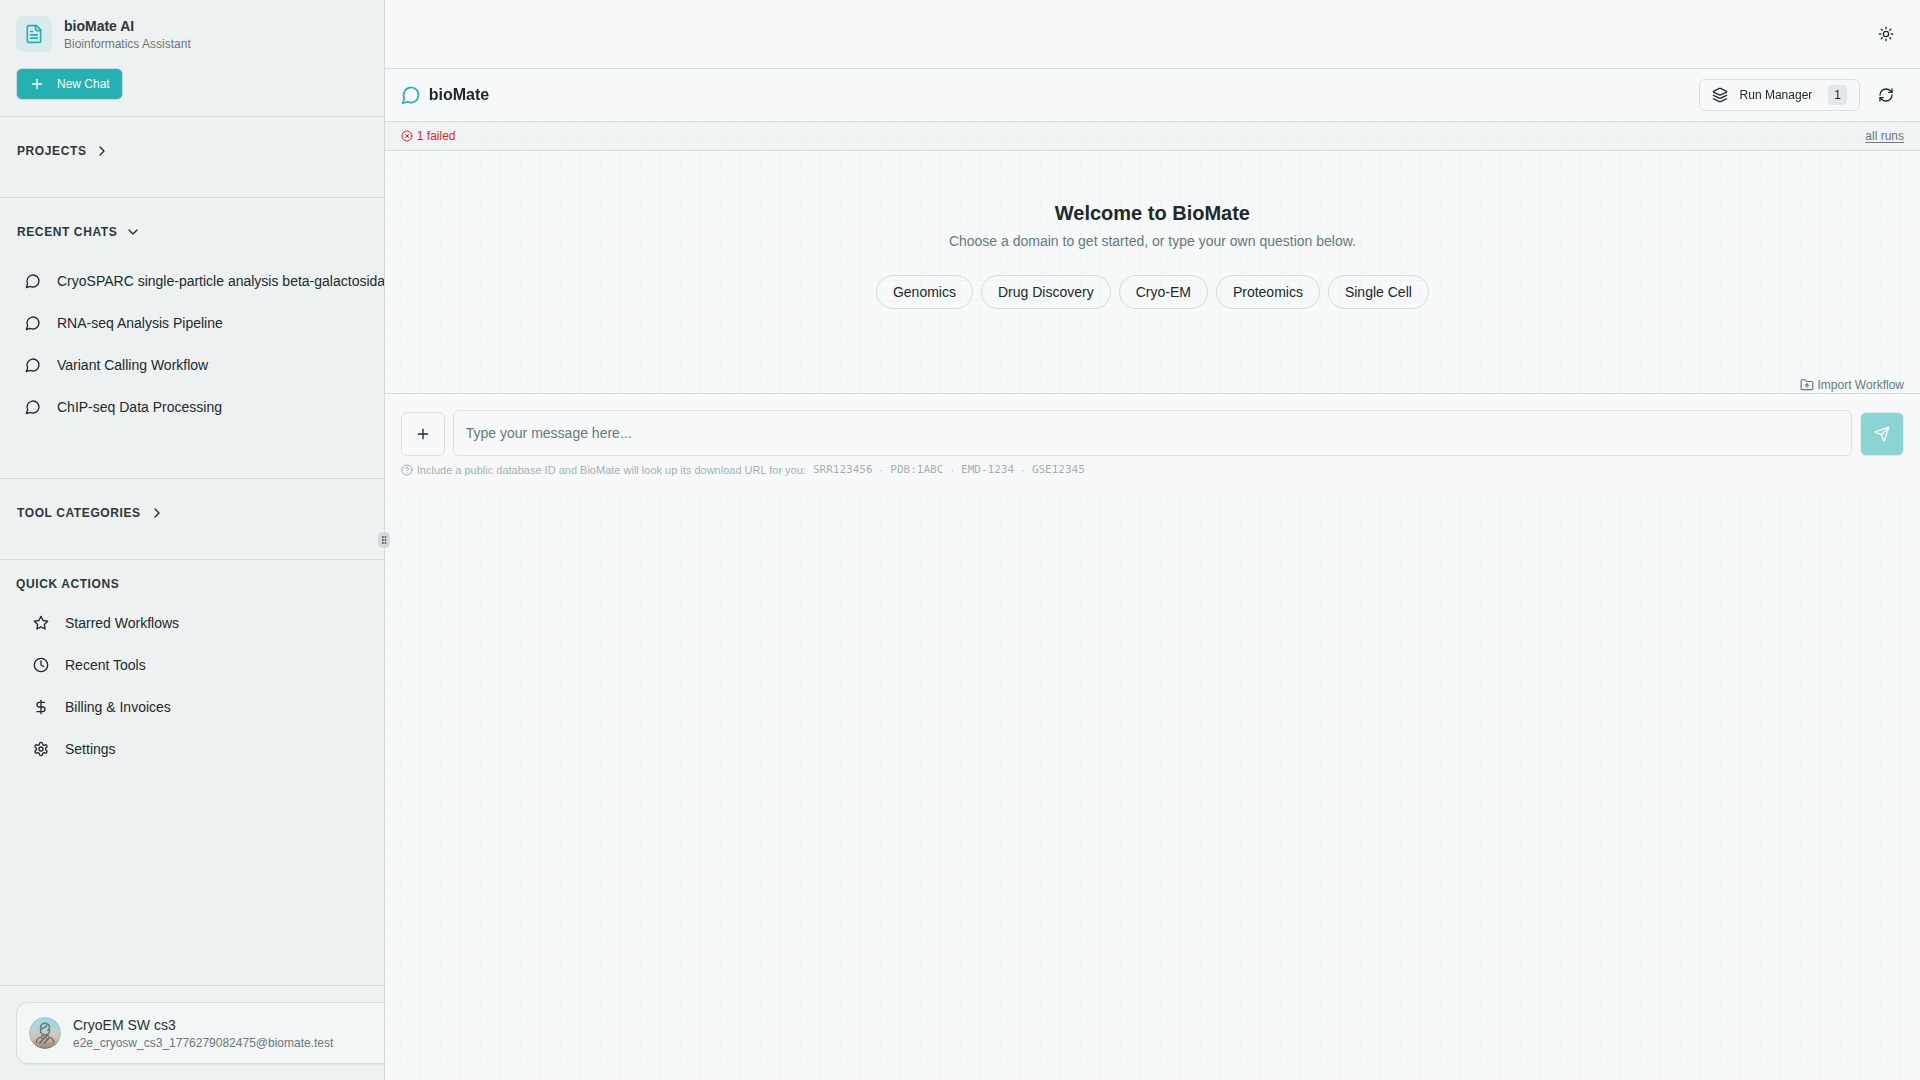 bioMate AI
Bioinformatics Assistant
New Chat
PROJECTS
RECENT CHATS
CryoSPARC single-particle analysis beta-galactosida
RNA-seq Analysis Pipeline
Variant Calling Workflow
ChIP-seq Data Processing
TOOL CATEGORIES
QUICK ACTIONS
Starred Workflows
Recent Tools
Billing & Invoices
Settings
CryoEM SW cs3
e2e_cryosw_cs3_1776279082475@biomate.test
bioMate
Run Manager 1
1 failed
all runs
Welcome to BioMate
Choose a domain to get started, or type your own question below.
Genomics Drug Discovery Cryo-EM Proteomics Single Cell
Import Workflow
Type your message here...
Include a public database ID and BioMate will look up its download URL for you: SRR123456 · PDB:1ABC · EMD-1234 · GSE12345